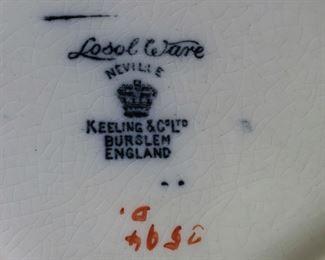 Losol Ware
NEVILLE
KEELING & CO LTD
BURSLEM
ENGLAND